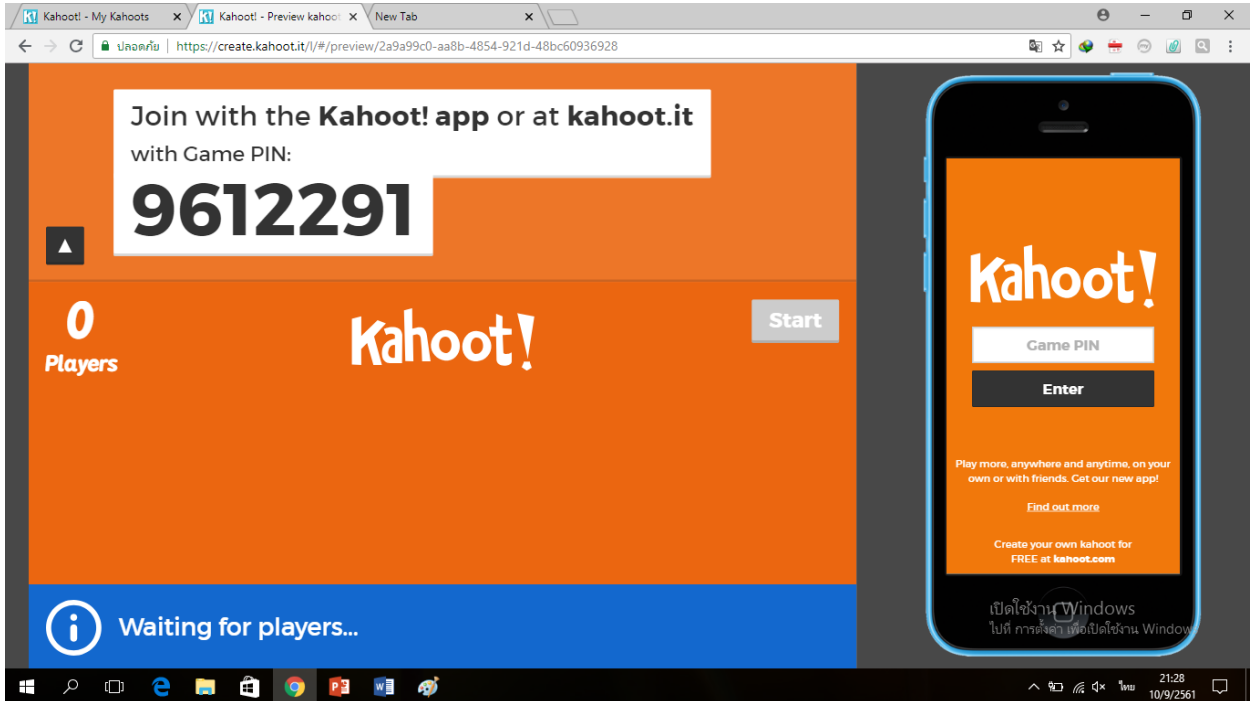 Kahoot! - My Kahoots
Kahoot! - Preview kahoot
New Tab
ปลอดภัย
https://create.kahoot.it/l/#/preview/2a9a99c0-aa8b-4854-921d-48bc60936928
Join with the Kahoot! app or at kahoot.it
with Game PIN:
9612291
0
Players
Kahoot!
Start
Waiting for players...
Kahoot!
Game PIN
Enter
Play more, anywhere and anytime, on your
own or with friends. Get our new app!
Find out more
Create your own kahoot for
FREE at kahoot.com
เปิดใช้งาน Windows
ไปที่ การตั้งค่า เพื่อเปิดใช้งาน Window
ไทย
21:28
10/9/2561